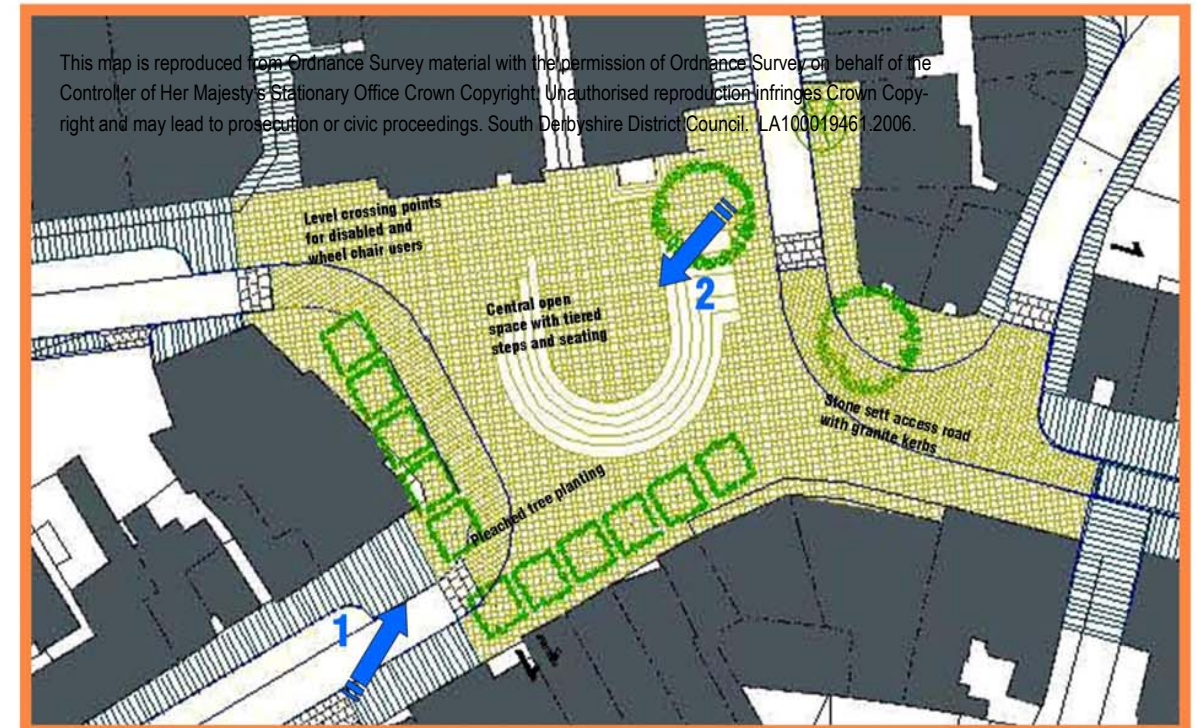 This map is reproduced from Ordnance Survey material with the permission of Ordnance Survey on behalf of the
Controller of Her Majesty's Stationary Office Crown Copyright. Unauthorised reproduction infringes Crown Copy-
right and may lead to prosecution or civic proceedings. South Derbyshire District Council. LA100019461.2006.
Level crossing points
for disabled and
wheel chair users
Central open
space with tiered
steps and seating
2
Stone sett access road
with granite kerbs
Pleached tree planting
1